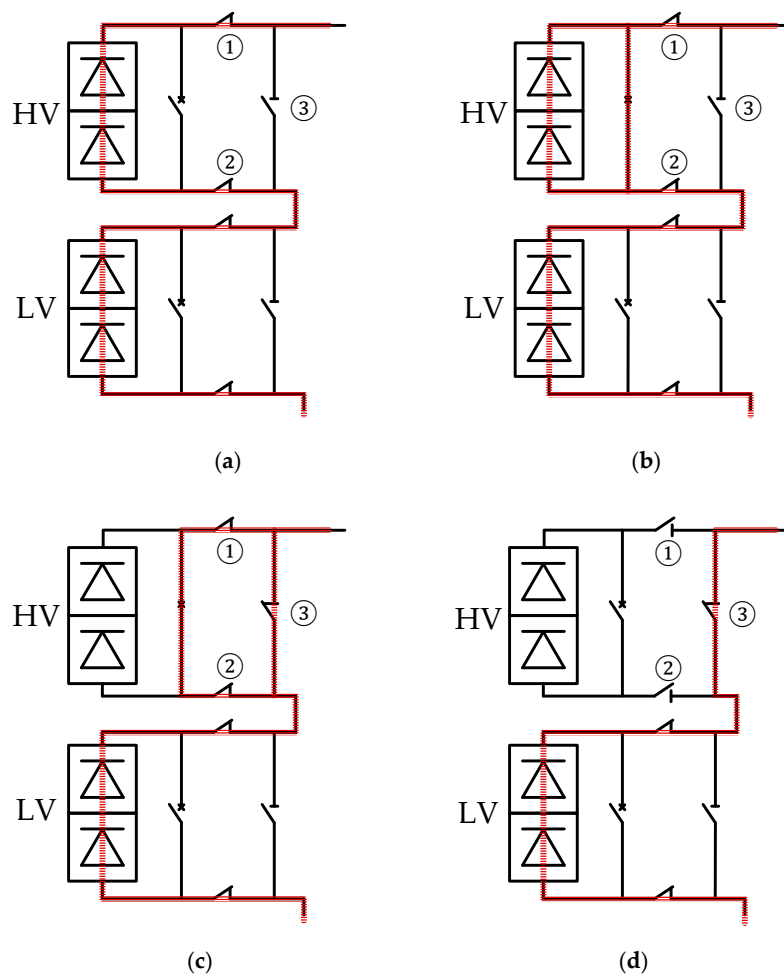 ①
HV
③
②
LV
(a)
①
HV
③
②
LV
(b)
①
HV
③
②
LV
(c)
①
HV
③
②
LV
(d)